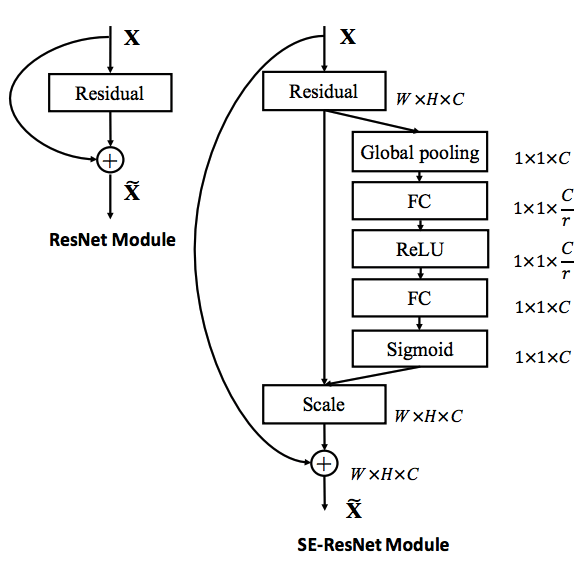 X
Residual
+
X̃
ResNet Module
X
Residual
W×H×C
Global pooling
1×1×C
FC
1×1×C/r
ReLU
1×1×C/r
FC
1×1×C
Sigmoid
1×1×C
Scale
W×H×C
+
W×H×C
X̃
SE-ResNet Module